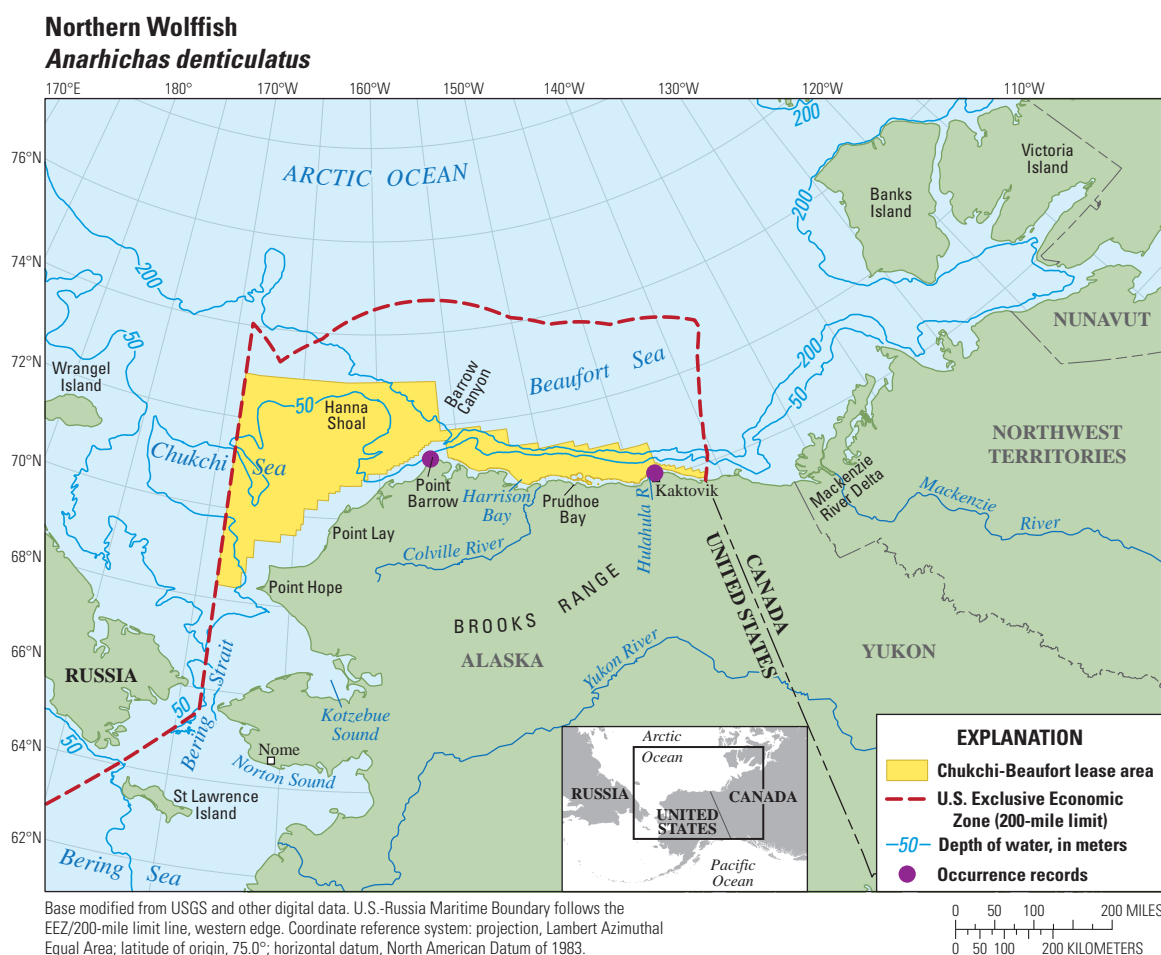 Northern Wolffish
Anarhichas denticulatus
170°E 180° 170°W 160°W 150°W 140°W 130°W 120°W 110°W
76°N
74°N
72°N
70°N
68°N
66°N
64°N
62°N
ARCTIC OCEAN
200
200
200
Victoria
Island
Banks
Island
NUNAVUT
200
50
Wrangel
Island
Beaufort Sea
Barrow
Canyon
200
50
50
Hanna
Shoal
Chukchi Sea
NORTHWEST
TERRITORIES
Point
Barrow
Harrison
Bay
Prudhoe
Bay
Kaktovik
Hulahula R
Mackenzie
River Delta
Mackenzie River
Point Lay
Colville River
Point Hope
BROOKS RANGE
CANADA
UNITED STATES
ALASKA
YUKON
Yukon River
RUSSIA
Bering Strait
50
50
Kotzebue
Sound
Nome
Norton Sound
St Lawrence
Island
Bering Sea
Arctic
Ocean
RUSSIA
CANADA
UNITED
STATES
Pacific
Ocean
EXPLANATION
Chukchi-Beaufort lease area
U.S. Exclusive Economic
Zone (200-mile limit)
50 Depth of water, in meters
Occurrence records
Base modified from USGS and other digital data. U.S.-Russia Maritime Boundary follows the
EEZ/200-mile limit line, western edge. Coordinate reference system: projection, Lambert Azimuthal
Equal Area; latitude of origin, 75.0°; horizontal datum, North American Datum of 1983.
0 50 100 200 MILES
0 50 100 200 KILOMETERS